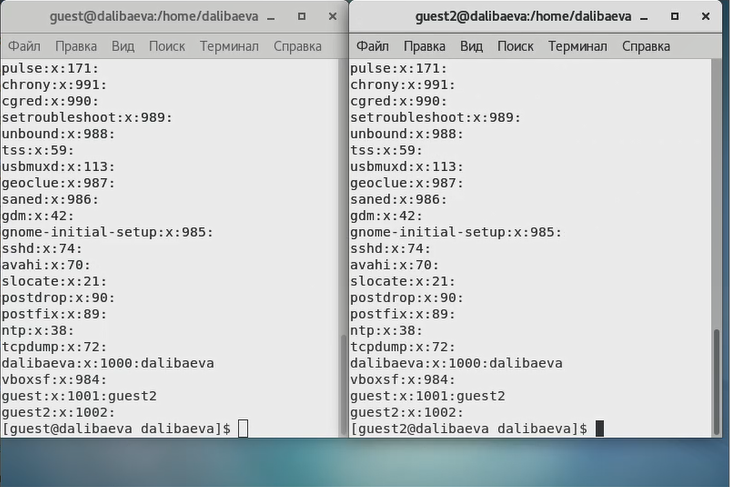 guest@dalibaeva:/home/dalibaeva
Файл Правка Вид Поиск Терминал Справка
pulse:x:171:
chrony:x:991:
cgred:x:990:
setroubleshoot:x:989:
unbound:x:988:
tss:x:59:
usbmuxd:x:113:
geoclue:x:987:
saned:x:986:
gdm:x:42:
gnome-initial-setup:x:985:
sshd:x:74:
avahi:x:70:
slocate:x:21:
postdrop:x:90:
postfix:x:89:
ntp:x:38:
tcpdump:x:72:
dalibaeva:x:1000:dalibaeva
vboxsf:x:984:
guest:x:1001:guest2
guest2:x:1002:
[guest@dalibaeva dalibaeva]$
guest2@dalibaeva:/home/dalibaeva
Файл Правка Вид Поиск Терминал Справка
pulse:x:171:
chrony:x:991:
cgred:x:990:
setroubleshoot:x:989:
unbound:x:988:
tss:x:59:
usbmuxd:x:113:
geoclue:x:987:
saned:x:986:
gdm:x:42:
gnome-initial-setup:x:985:
sshd:x:74:
avahi:x:70:
slocate:x:21:
postdrop:x:90:
postfix:x:89:
ntp:x:38:
tcpdump:x:72:
dalibaeva:x:1000:dalibaeva
vboxsf:x:984:
guest:x:1001:guest2
guest2:x:1002:
[guest2@dalibaeva dalibaeva]$